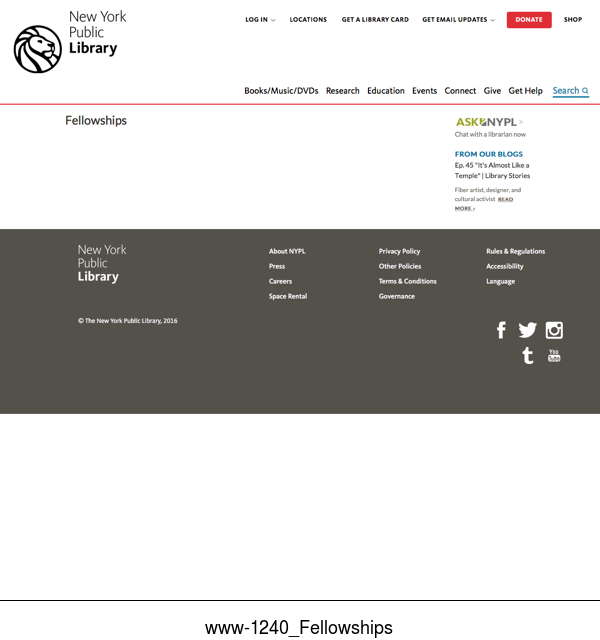 New York
Public
Library
LOG IN
LOCATIONS
GET A LIBRARY CARD
GET EMAIL UPDATES
DONATE
SHOP
Books/Music/DVDs
Research
Education
Events
Connect
Give
Get Help
Search
Fellowships
ASK NYPL >
Chat with a librarian now
FROM OUR BLOGS
Ep. 45 "It's Almost Like a
Temple" | Library Stories
Fiber artist, designer, and
cultural activist READ
MORE ›
New York
Public
Library
About NYPL
Press
Careers
Space Rental
Privacy Policy
Other Policies
Terms & Conditions
Governance
Rules & Regulations
Accessibility
Language
© The New York Public Library, 2016
You
Tube
www-1240_Fellowships